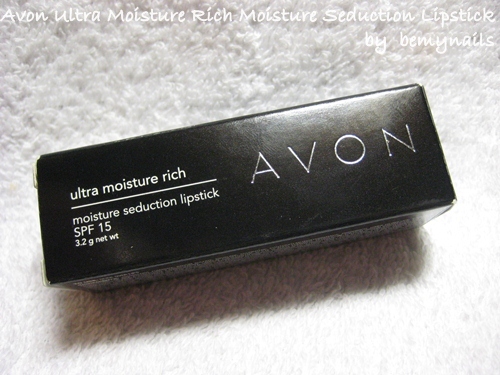 Avon Ultra Moisture Rich Moisture Seduction Lipstick
by bemynails
AVON
ultra moisture rich
moisture seduction lipstick
SPF 15
3.2 g net wt